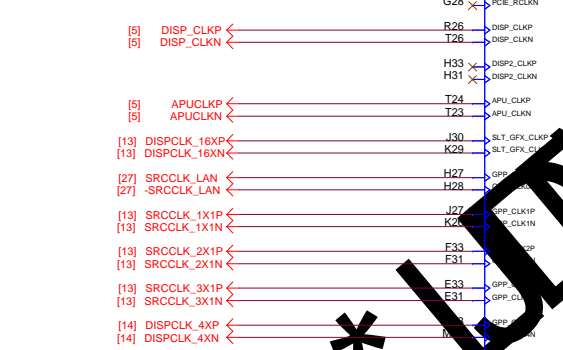 G28 PCIE_RCLKN
[5] DISP_CLKP R26 DISP_CLKP
[5] DISP_CLKN T26 DISP_CLKN
H33 DISP2_CLKP
H31 DISP2_CLKN
[5] APUCLKP T24 APU_CLKP
[5] APUCLKN T23 APU_CLKN
[13] DISPCLK_16XP J30 SLT_GFX_CLKP
[13] DISPCLK_16XN K29 SLT_GFX_CL
[27] SRCCLK_LAN H27
[27] -SRCCLK_LAN H28
[13] SRCCLK_1X1P J27 GPP_CLK1P
[13] SRCCLK_1X1N GPP_CLK1N
[13] SRCCLK_2X1P F33
[13] SRCCLK_2X1N F31
[13] SRCCLK_3X1P E33
[13] SRCCLK_3X1N E31
[14] DISPCLK_4XP
[14] DISPCLK_4XN